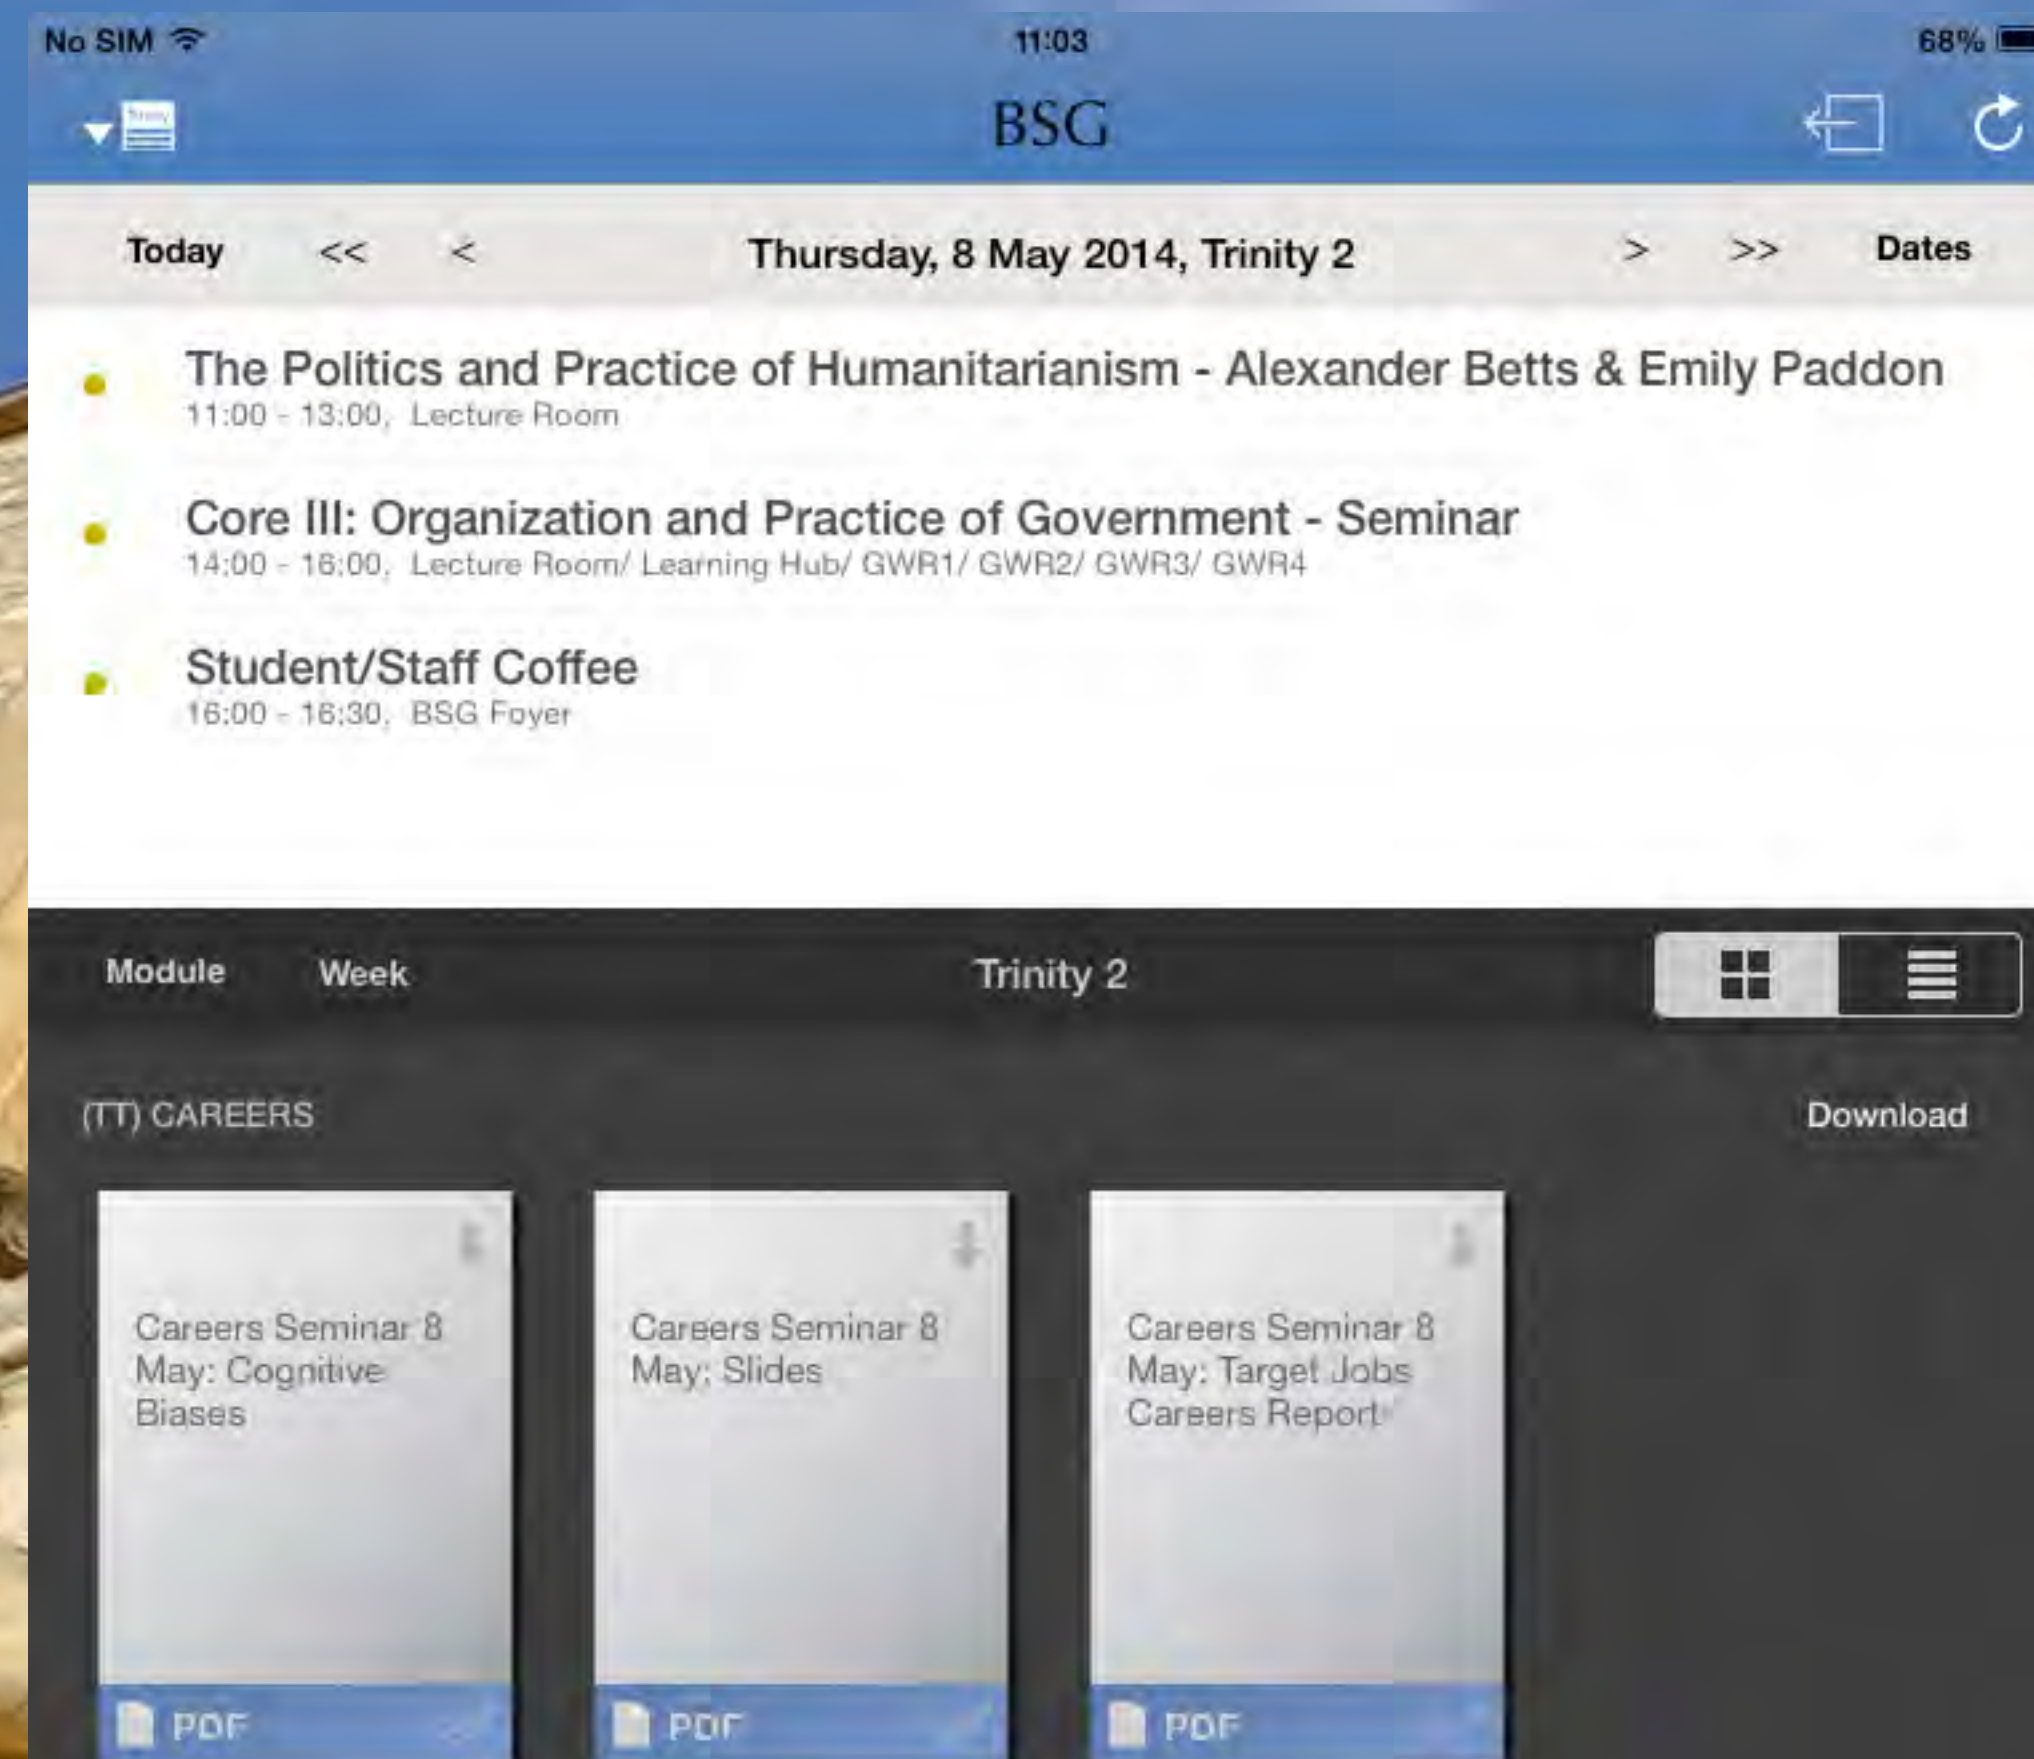 No SIM 11:03 68%
BSG
Today << < Thursday, 8 May 2014, Trinity 2 > >> Dates
The Politics and Practice of Humanitarianism - Alexander Betts & Emily Paddon
11:00 - 13:00, Lecture Room
Core III: Organization and Practice of Government - Seminar
14:00 - 16:00, Lecture Room/ Learning Hub/ GWR1/ GWR2/ GWR3/ GWR4
Student/Staff Coffee
16:00 - 16:30, BSG Foyer
Module Week Trinity 2
(TT) CAREERS Download
Careers Seminar 8
May: Cognitive
Biases
PDF
Careers Seminar 8
May: Slides
PDF
Careers Seminar 8
May: Target Jobs
Careers Report
PDF